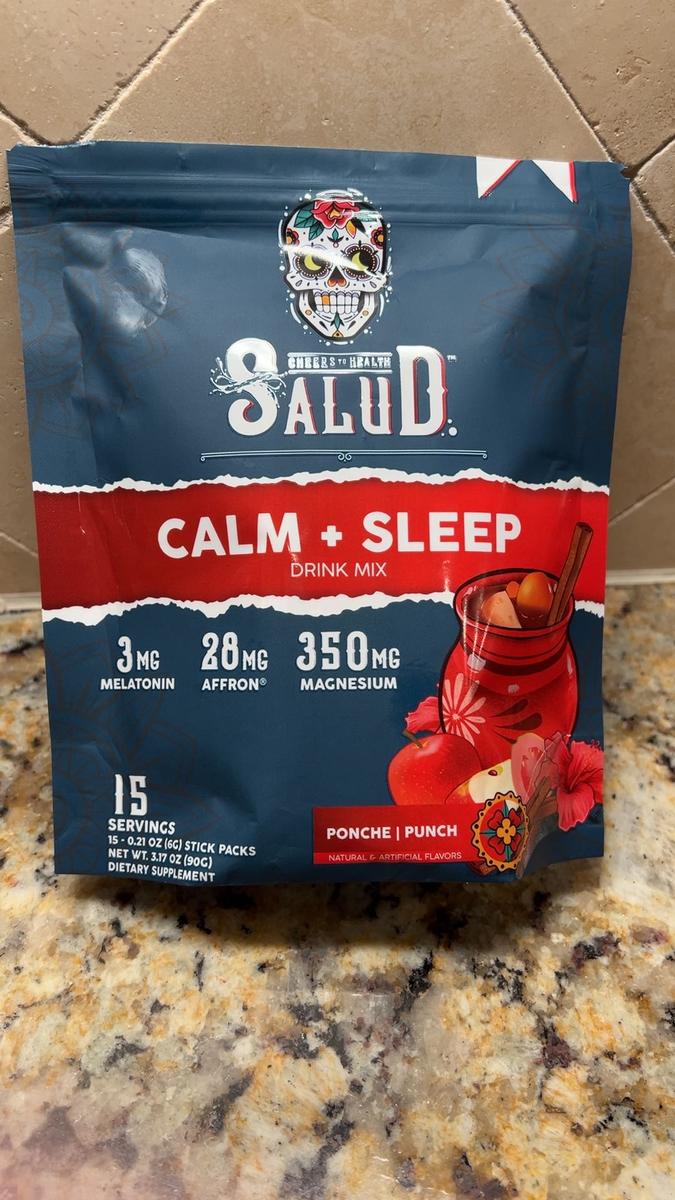 CHEERS TO HEALTH
SALUD™
CALM + SLEEP
DRINK MIX
3MG 28MG 350MG
MELATONIN AFFRON® MAGNESIUM
15
SERVINGS
15 - 0.21 OZ (6G) STICK PACKS
NET WT. 3.17 OZ (90G)
DIETARY SUPPLEMENT
PONCHE | PUNCH
NATURAL & ARTIFICIAL FLAVORS